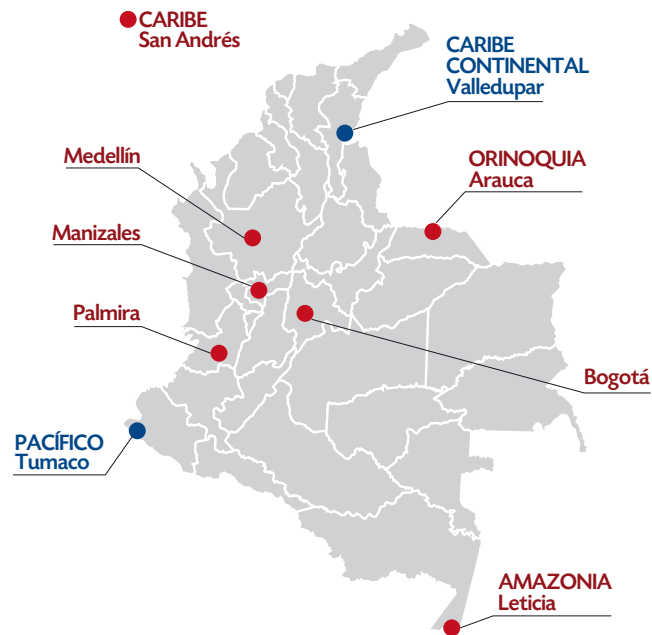 CARIBE
San Andrés
CARIBE
CONTINENTAL
Valledupar
Medellín
ORINOQUIA
Arauca
Manizales
Palmira
Bogotá
PACÍFICO
Tumaco
AMAZONIA
Leticia